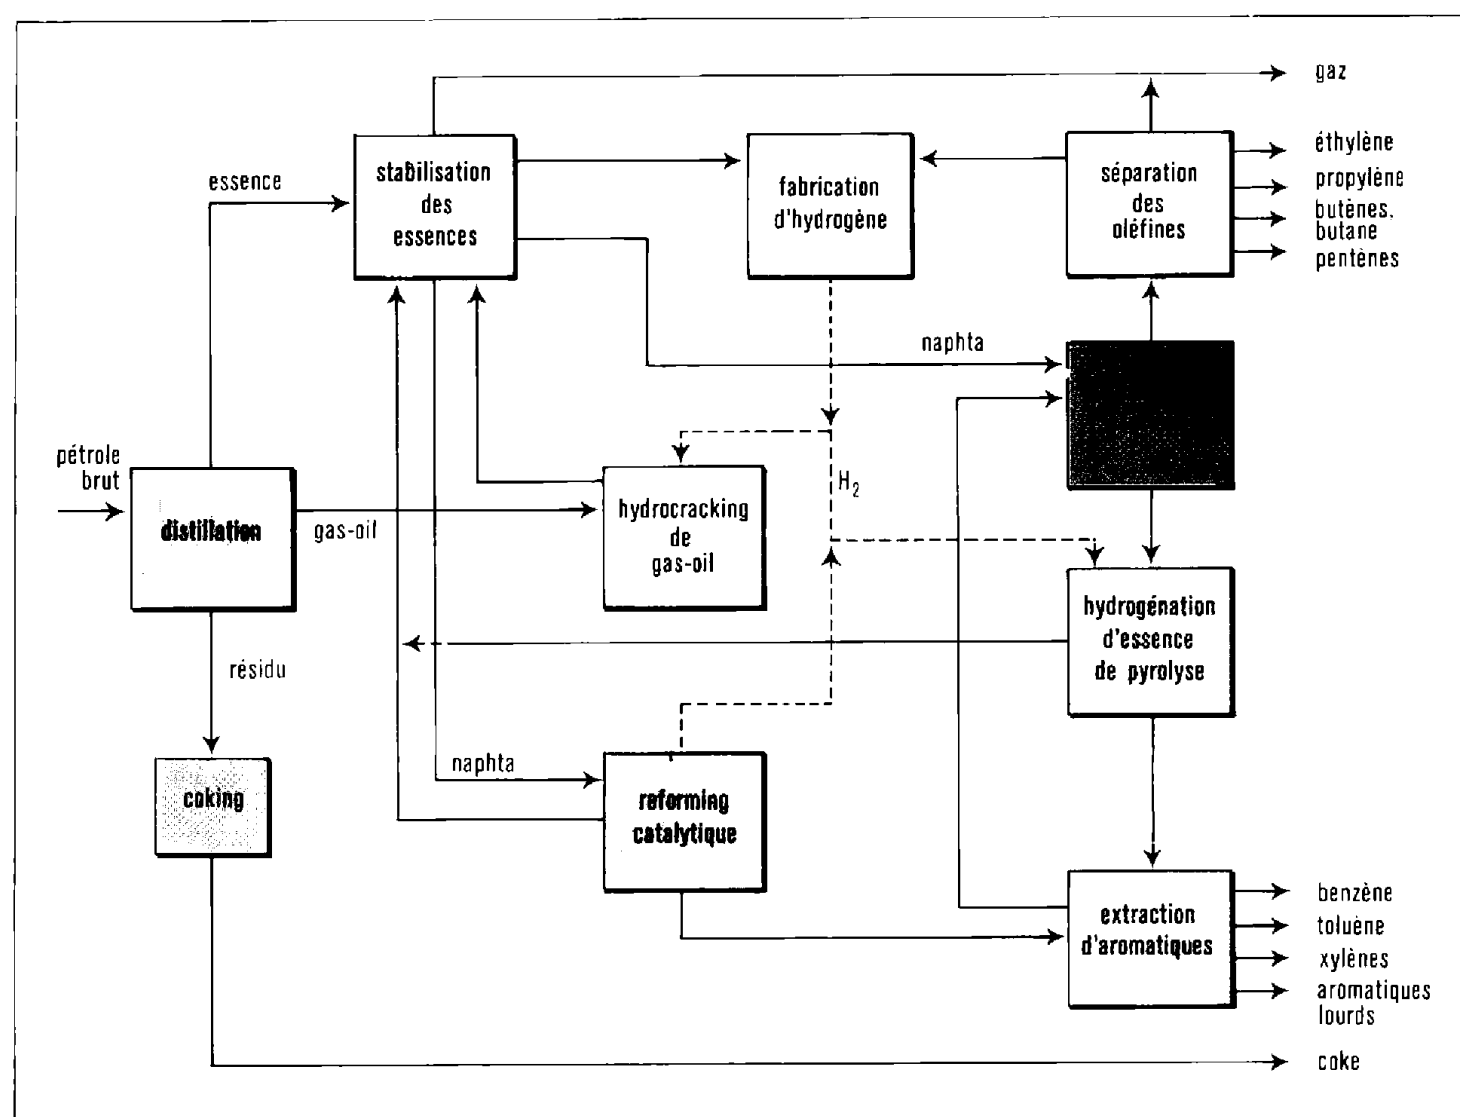 gaz
stabilisation
des
essences
fabrication
d'hydrogène
séparation
des
oléfines
éthylène
propylène
butènes,
butane
pentènes
essence
naphta
pétrole
brut
distillation
gas-oil
hydrocracking
de
gas-oil
H2
hydrogénation
d'essence
de pyrolyse
résidu
coking
naphta
reforming
catalytique
extraction
d'aromatiques
benzène
toluène
xylènes
aromatiques
lourds
coke